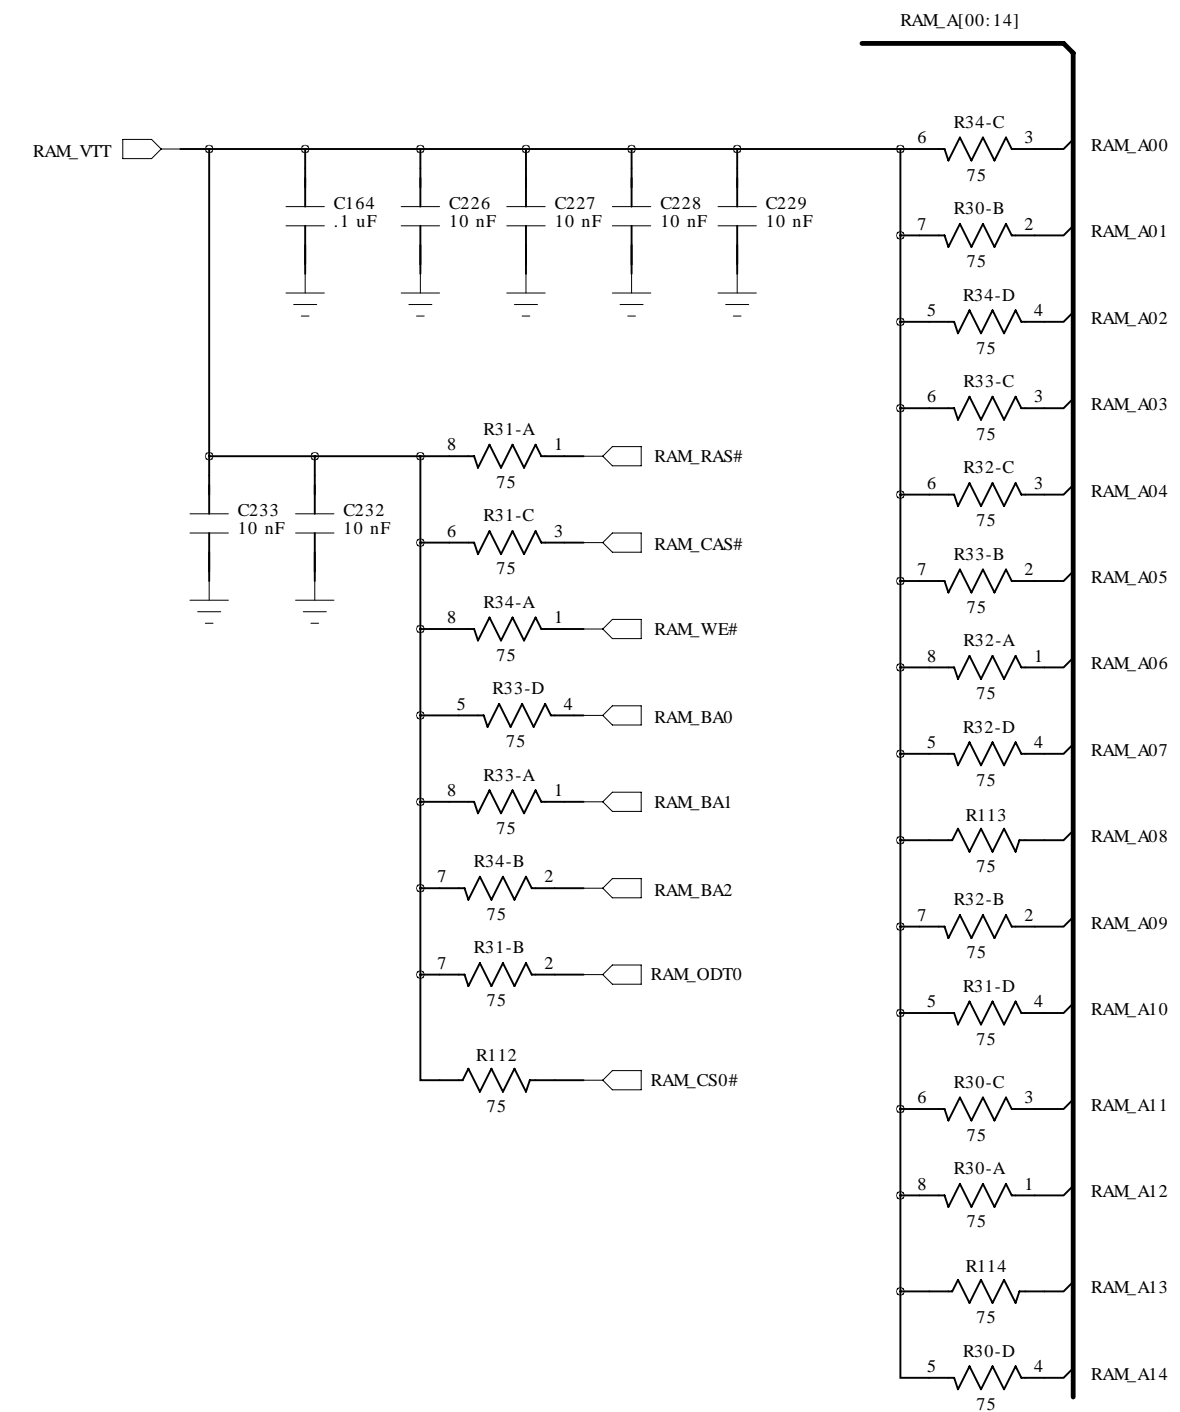 RAM_A[00:14]
RAM_VTT
C164
.1 uF
C226
10 nF
C227
10 nF
C228
10 nF
C229
10 nF
C233
10 nF
C232
10 nF
R31-A
8 1
75
RAM_RAS#
R31-C
6 3
75
RAM_CAS#
R34-A
8 1
75
RAM_WE#
R33-D
5 4
75
RAM_BA0
R33-A
8 1
75
RAM_BA1
R34-B
7 2
75
RAM_BA2
R31-B
7 2
75
RAM_ODT0
R112
75
RAM_CS0#
R34-C
6 3
75
RAM_A00
R30-B
7 2
75
RAM_A01
R34-D
5 4
75
RAM_A02
R33-C
6 3
75
RAM_A03
R32-C
6 3
75
RAM_A04
R33-B
7 2
75
RAM_A05
R32-A
8 1
75
RAM_A06
R32-D
5 4
75
RAM_A07
R113
75
RAM_A08
R32-B
7 2
75
RAM_A09
R31-D
5 4
75
RAM_A10
R30-C
6 3
75
RAM_A11
R30-A
8 1
75
RAM_A12
R114
75
RAM_A13
R30-D
5 4
75
RAM_A14